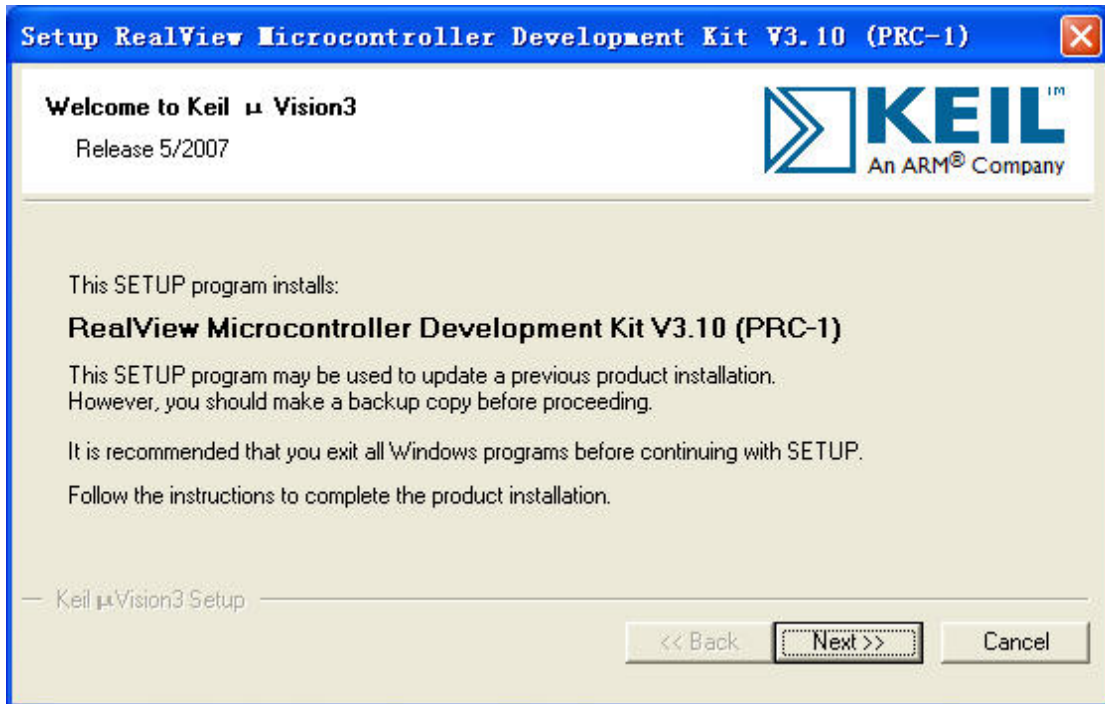 Setup RealView Microcontroller Development Kit V3.10 (PRC-1)
Welcome to Keil μ Vision3
Release 5/2007
KEIL™
An ARM® Company
This SETUP program installs:
RealView Microcontroller Development Kit V3.10 (PRC-1)
This SETUP program may be used to update a previous product installation.
However, you should make a backup copy before proceeding.
It is recommended that you exit all Windows programs before continuing with SETUP.
Follow the instructions to complete the product installation.
Keil μVision3 Setup
<< Back
Next >>
Cancel